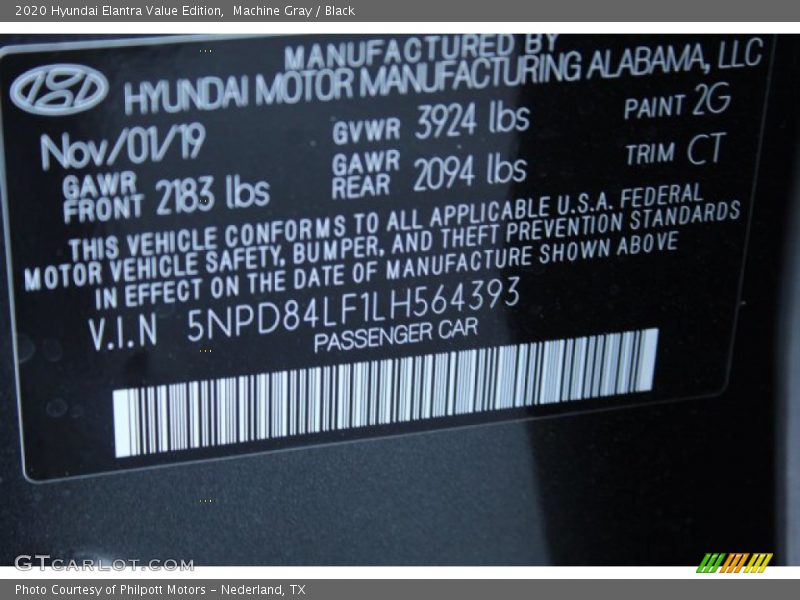 2020 Hyundai Elantra Value Edition,  Machine Gray / Black
MANUFACTURED BY
HYUNDAI MOTOR MANUFACTURING ALABAMA, LLC
Nov/01/19 GVWR 3924 lbs PAINT 2G
GAWR FRONT 2183 lbs GAWR REAR 2094 lbs TRIM CT
THIS VEHICLE CONFORMS TO ALL APPLICABLE U.S.A. FEDERAL
MOTOR VEHICLE SAFETY, BUMPER, AND THEFT PREVENTION STANDARDS
IN EFFECT ON THE DATE OF MANUFACTURE SHOWN ABOVE
V.I.N 5NPD84LF1LH564393
PASSENGER CAR
GTCARLOT.COM
Photo Courtesy of Philpott Motors - Nederland, TX